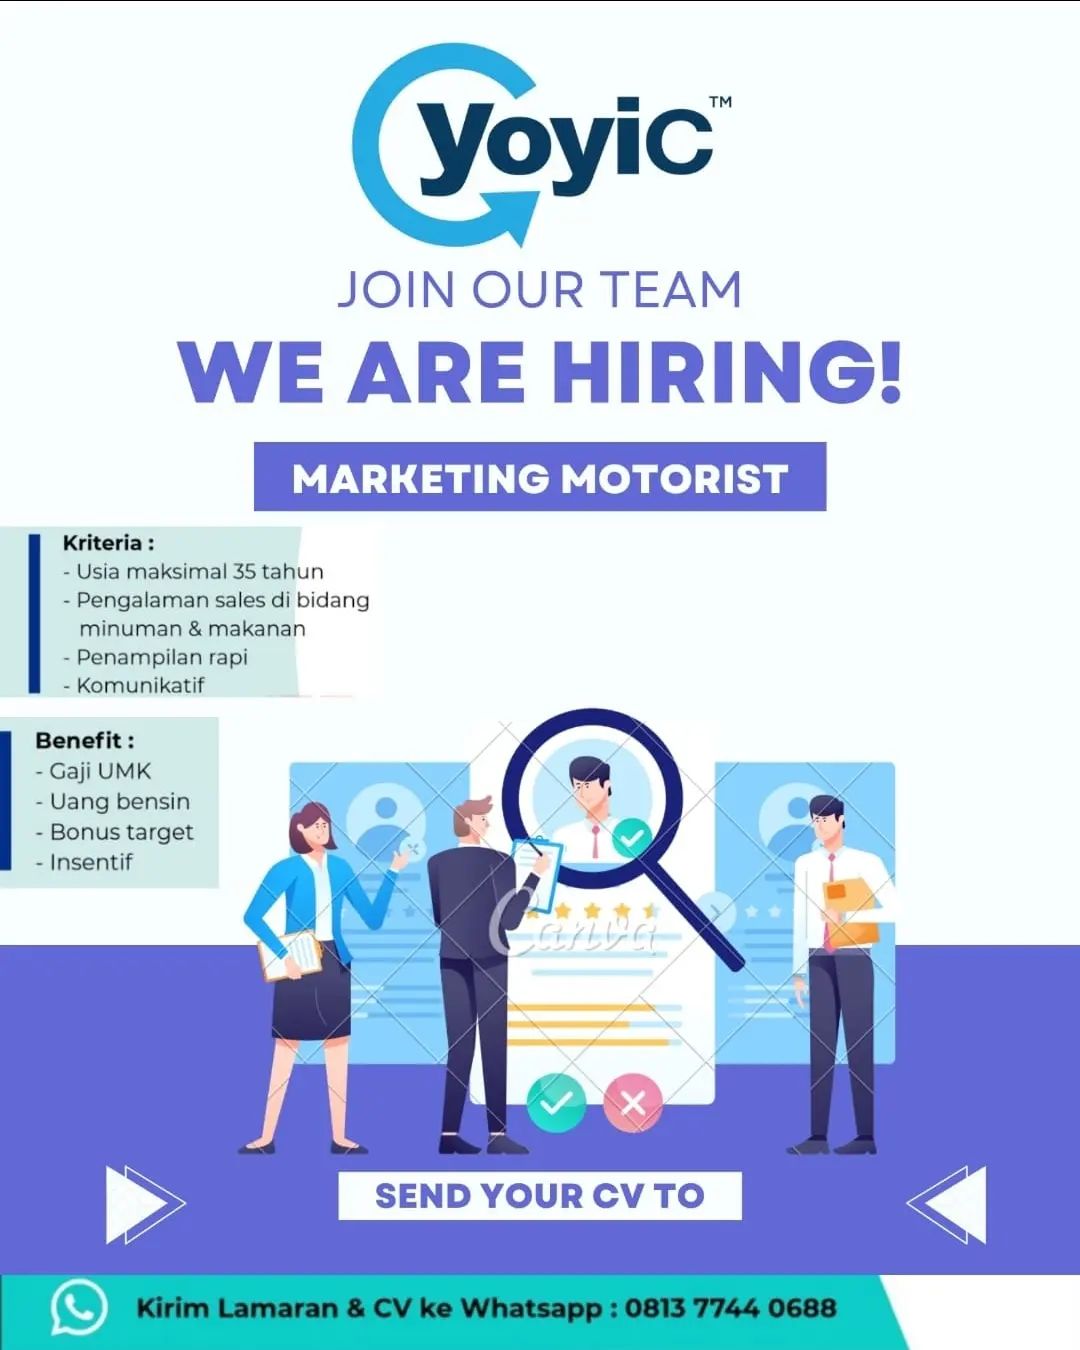 yoyic™
JOIN OUR TEAM
WE ARE HIRING!
MARKETING MOTORIST
Kriteria :
- Usia maksimal 35 tahun
- Pengalaman sales di bidang
minuman & makanan
- Penampilan rapi
- Komunikatif
Benefit :
- Gaji UMK
- Uang bensin
- Bonus target
- Insentif
Canva
SEND YOUR CV TO
Kirim Lamaran & CV ke Whatsapp : 0813 7744 0688